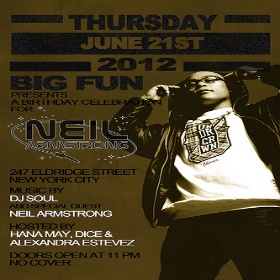 THURSDAY
JUNE 21ST
2012
BIG FUN
PRESENTS
A BIRTHDAY CELEBRATION
FOR
NEIL
ARMSTRONG
247 ELDRIDGE STREET
NEW YORK CITY
MUSIC BY
DJ SOUL
AND SPECIAL GUEST
NEIL ARMSTRONG
HOSTED BY
HANA MAY, DICE &
ALEXANDRA ESTEVEZ
DOORS OPEN AT 11 PM
NO COVER